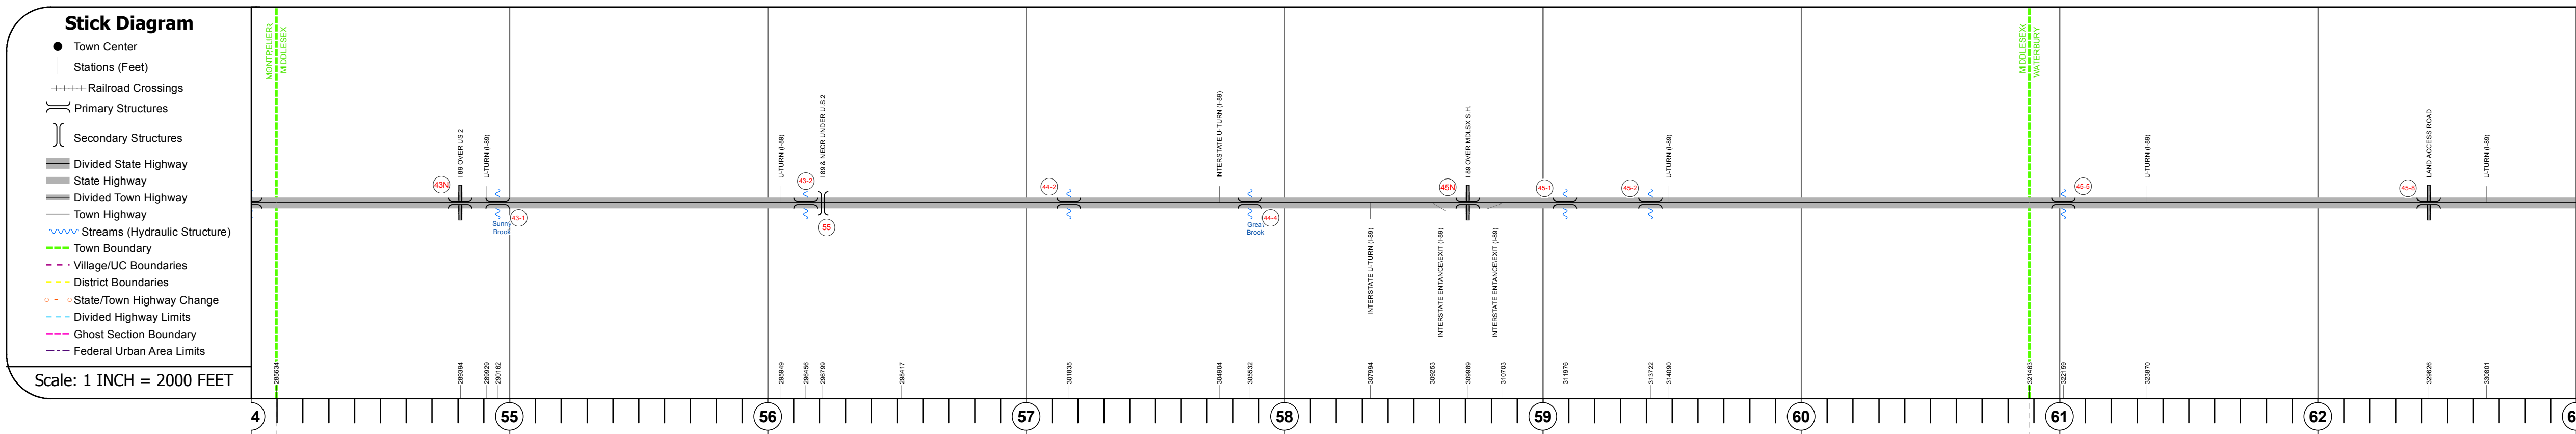 Stick Diagram
Town Center
Stations (Feet)
Railroad Crossings
Primary Structures
Secondary Structures
Divided State Highway
State Highway
Divided Town Highway
Town Highway
Streams (Hydraulic Structure)
Town Boundary
Village/UC Boundaries
District Boundaries
State/Town Highway Change
Divided Highway Limits
Ghost Section Boundary
Federal Urban Area Limits
Scale: 1 INCH = 2000 FEET
MONTPELIER
MIDDLESEX
MIDDLESEX
WATERBURY
I 89 OVER US 2
U-TURN (I-89)
U-TURN (I-89)
I 89 & NECR UNDER U.S.2
INTERSTATE U-TURN (I-89)
I 89 OVER MDLSX S.H.
U-TURN (I-89)
U-TURN (I-89)
LAND ACCESS ROAD
U-TURN (I-89)
43N
43-2
44-2
45N
45-1
45-2
45-5
45-8
43-1
55
44-4
Sunny
Brook
Great
Brook
INTERSTATE U-TURN (I-89)
INTERSTATE ENTANCE\EXIT (I-89)
INTERSTATE ENTANCE\EXIT (I-89)
285634
289394
289929
290162
295949
296456
296799
298417
301835
304904
305532
307994
309253
309989
310703
311976
313722
314090
321463
322159
323870
329626
330801
4
55
56
57
58
59
60
61
62
6